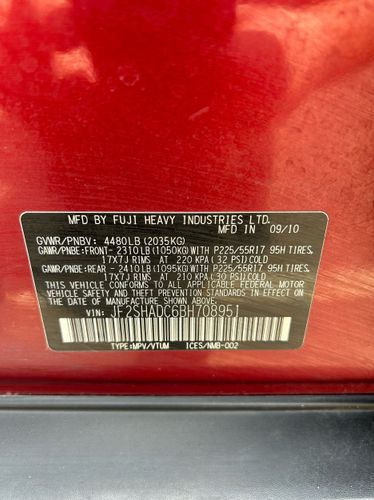 MFD BY FUJI HEAVY INDUSTRIES LTD.
MFD IN 09/10
GVWR/PNBV: 4480LB (2035KG)
GAWR/PNBE: FRONT- 2310LB (1050KG) WITH P225/55R17 95H TIRES,
17X7J RIMS AT 220 KPA (32 PSI) COLD
GAWR/PNBE: REAR - 2410LB (1095KG) WITH P225/55R17 95H TIRES,
17X7J RIMS AT 210 KPA (30 PSI) COLD
THIS VEHICLE CONFORMS TO ALL APPLICABLE FEDERAL MOTOR
VEHICLE SAFETY AND BUMPER STANDARDS IN EFFECT ON THE
DATE OF MANUFACTURE SHOWN ABOVE.
VIN: JF2SHADC6BH708951
TYPE: MPV/VTUM ICES/NMB-002